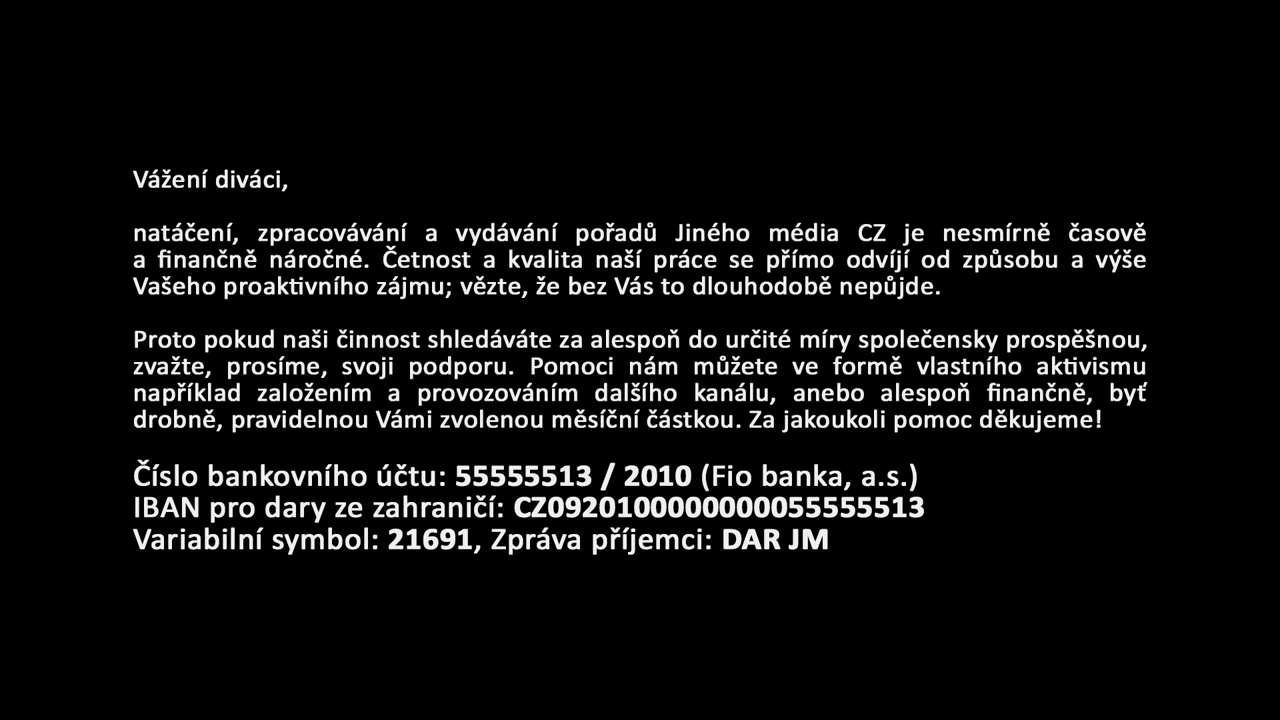 Vážení diváci,
natáčení, zpracovávání a vydávání pořadů Jiného média CZ je nesmírně časově
a finančně náročné. Četnost a kvalita naší práce se přímo odvíjí od způsobu a výše
Vašeho proaktivního zájmu; vězte, že bez Vás to dlouhodobě nepůjde.
Proto pokud naši činnost shledáváte za alespoň do určité míry společensky prospěšnou,
zvažte, prosíme, svoji podporu. Pomoci nám můžete ve formě vlastního aktivismu
například založením a provozováním dalšího kanálu, anebo alespoň finančně, byť
drobně, pravidelnou Vámi zvolenou měsíční částkou. Za jakoukoli pomoc děkujeme!
Číslo bankovního účtu: 55555513 / 2010 (Fio banka, a.s.)
IBAN pro dary ze zahraničí: CZ0920100000000055555513
Variabilní symbol: 21691, Zpráva příjemci: DAR JM